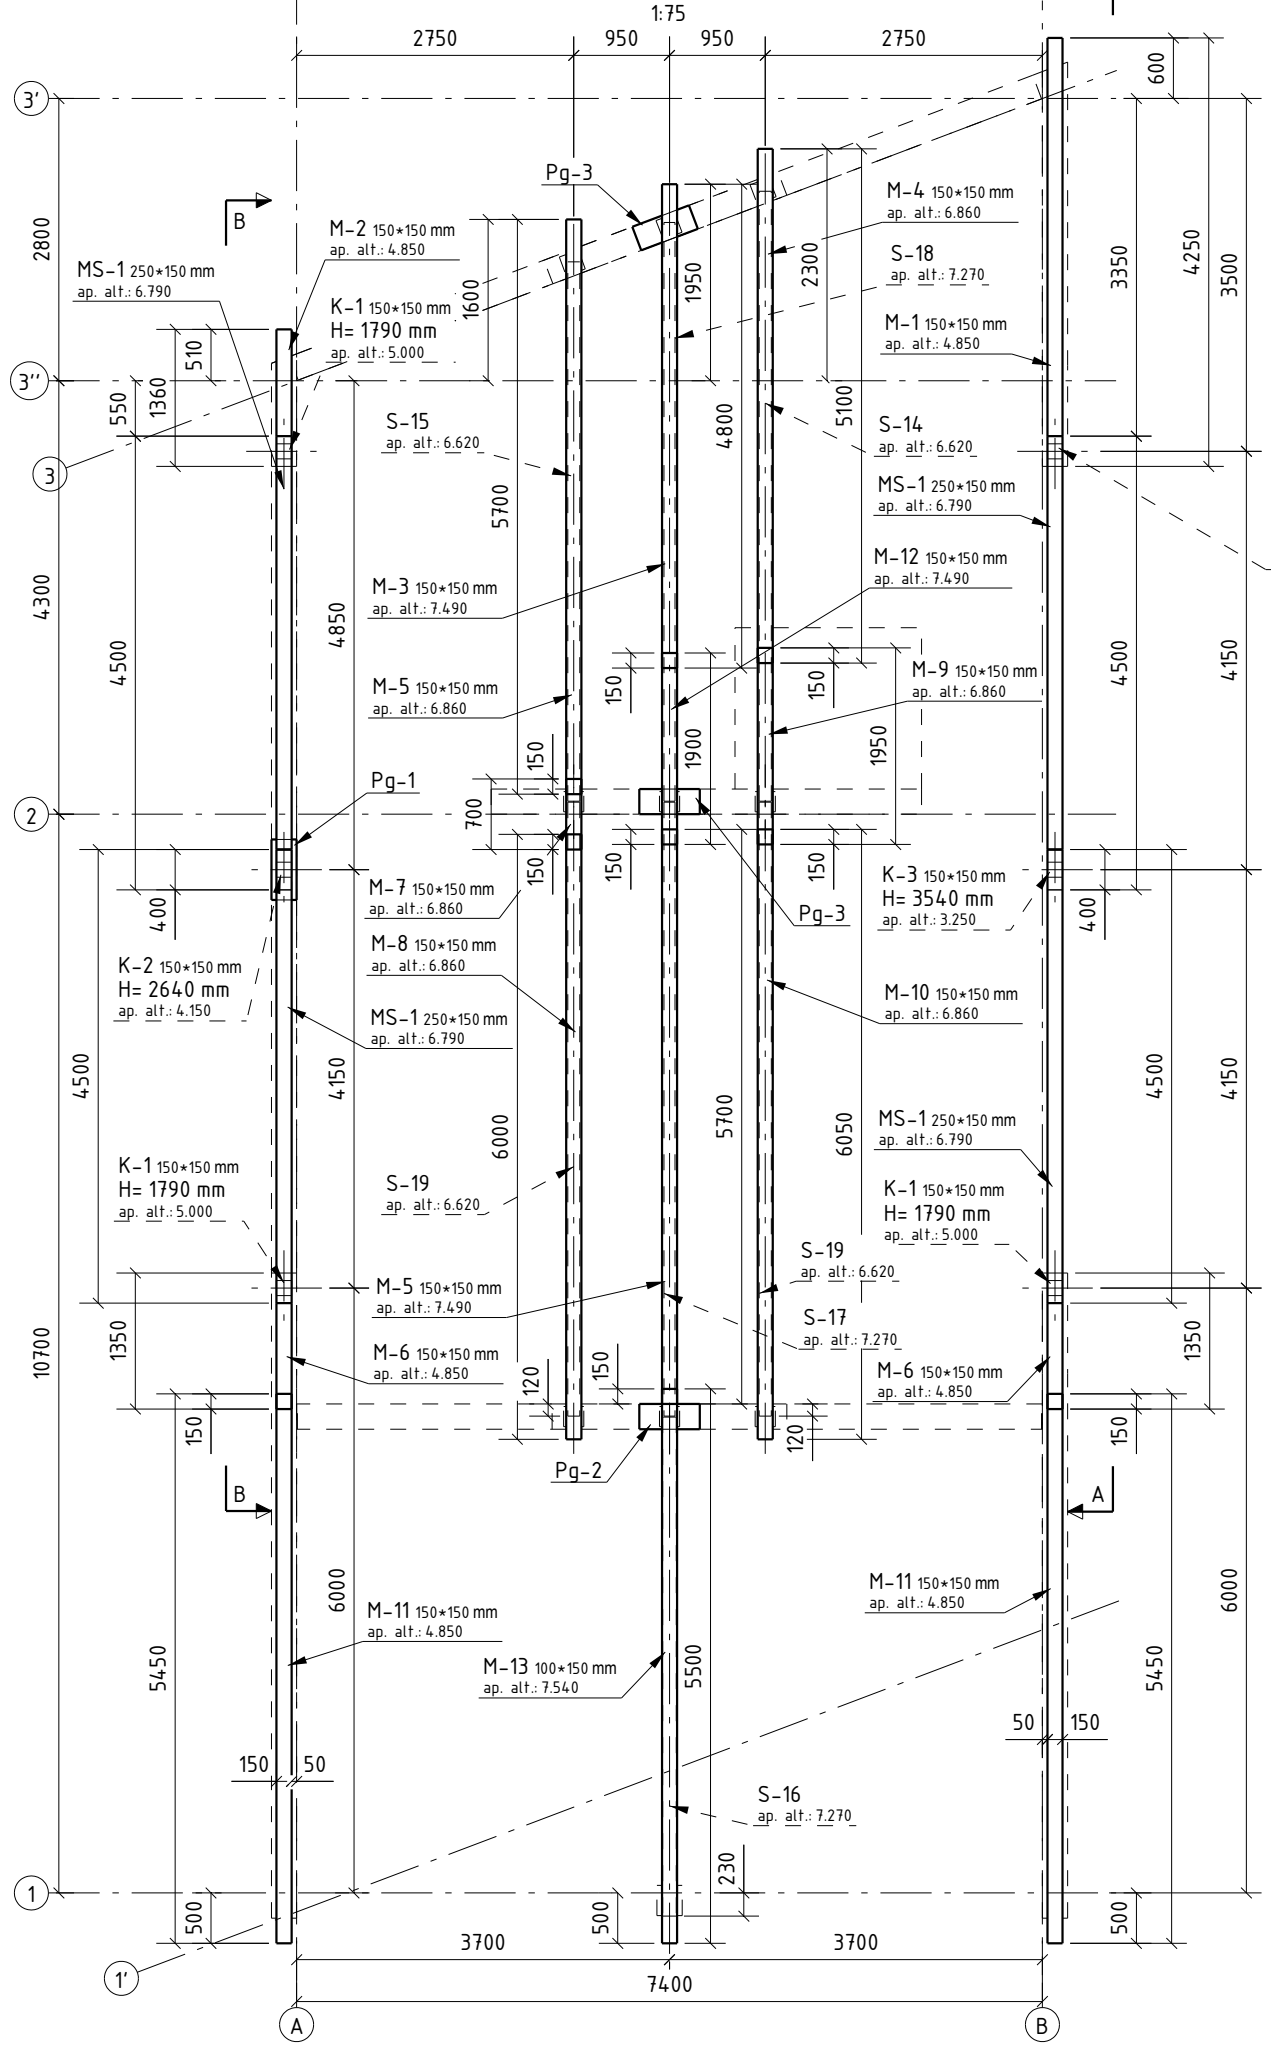 1:75
2750
950
950
2750
600
3'
Pg-3
M-4 150*150 mm
ap. alt.: 6.860
B
M-2 150*150 mm
ap. alt.: 4.850
2800
4250
3350
3500
MS-1 250*150 mm
ap. alt.: 6.790
S-18
ap. alt.: 7.270
2300
1950
1600
K-1 150*150 mm
H= 1790 mm
ap. alt.: 5.000
M-1 150*150 mm
ap. alt.: 4.850
510
1360
3''
550
S-15
ap. alt.: 6.620
4800
5100
S-14
ap. alt.: 6.620
3
5700
MS-1 250*150 mm
ap. alt.: 6.790
M-3 150*150 mm
ap. alt.: 7.490
M-12 150*150 mm
ap. alt.: 7.490
4300
4850
4500
4500
4150
M-5 150*150 mm
ap. alt.: 6.860
M-9 150*150 mm
ap. alt.: 6.860
150
150
150
1900
1950
Pg-1
700
2
150
150
150
400
400
M-7 150*150 mm
ap. alt.: 6.860
Pg-3
K-3 150*150 mm
H= 3540 mm
ap. alt.: 3.250
M-8 150*150 mm
ap. alt.: 6.860
K-2 150*150 mm
H= 2640 mm
ap. alt.: 4.150
M-10 150*150 mm
ap. alt.: 6.860
MS-1 250*150 mm
ap. alt.: 6.790
4500
4150
6000
5700
6050
4500
4150
MS-1 250*150 mm
ap. alt.: 6.790
K-1 150*150 mm
H= 1790 mm
ap. alt.: 5.000
S-19
ap. alt.: 6.620
K-1 150*150 mm
H= 1790 mm
ap. alt.: 5.000
S-19
ap. alt.: 6.620
M-5 150*150 mm
ap. alt.: 7.490
S-17
ap. alt.: 7.270
10700
1350
1350
M-6 150*150 mm
ap. alt.: 4.850
120
150
M-6 150*150 mm
ap. alt.: 4.850
150
120
150
Pg-2
B
A
M-11 150*150 mm
ap. alt.: 4.850
6000
6000
M-11 150*150 mm
ap. alt.: 4.850
5450
5500
5450
M-13 100*150 mm
ap. alt.: 7.540
50
150
150
50
S-16
ap. alt.: 7.270
230
1
500
500
500
3700
3700
1'
7400
A
B